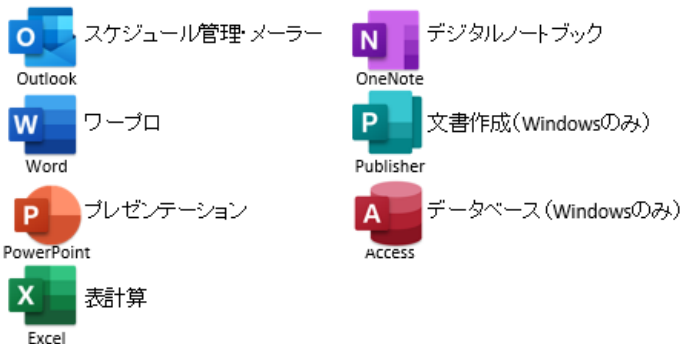 O スケジュール管理・メーラー
Outlook
N デジタルノートブック
OneNote
W ワープロ
Word
P 文書作成(Windowsのみ)
Publisher
P プレゼンテーション
PowerPoint
A データベース(Windowsのみ)
Access
X 表計算
Excel